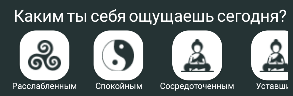 Каким ты себя ощущаешь сегодня?
Расслабленным Спокойным Сосредоточенным